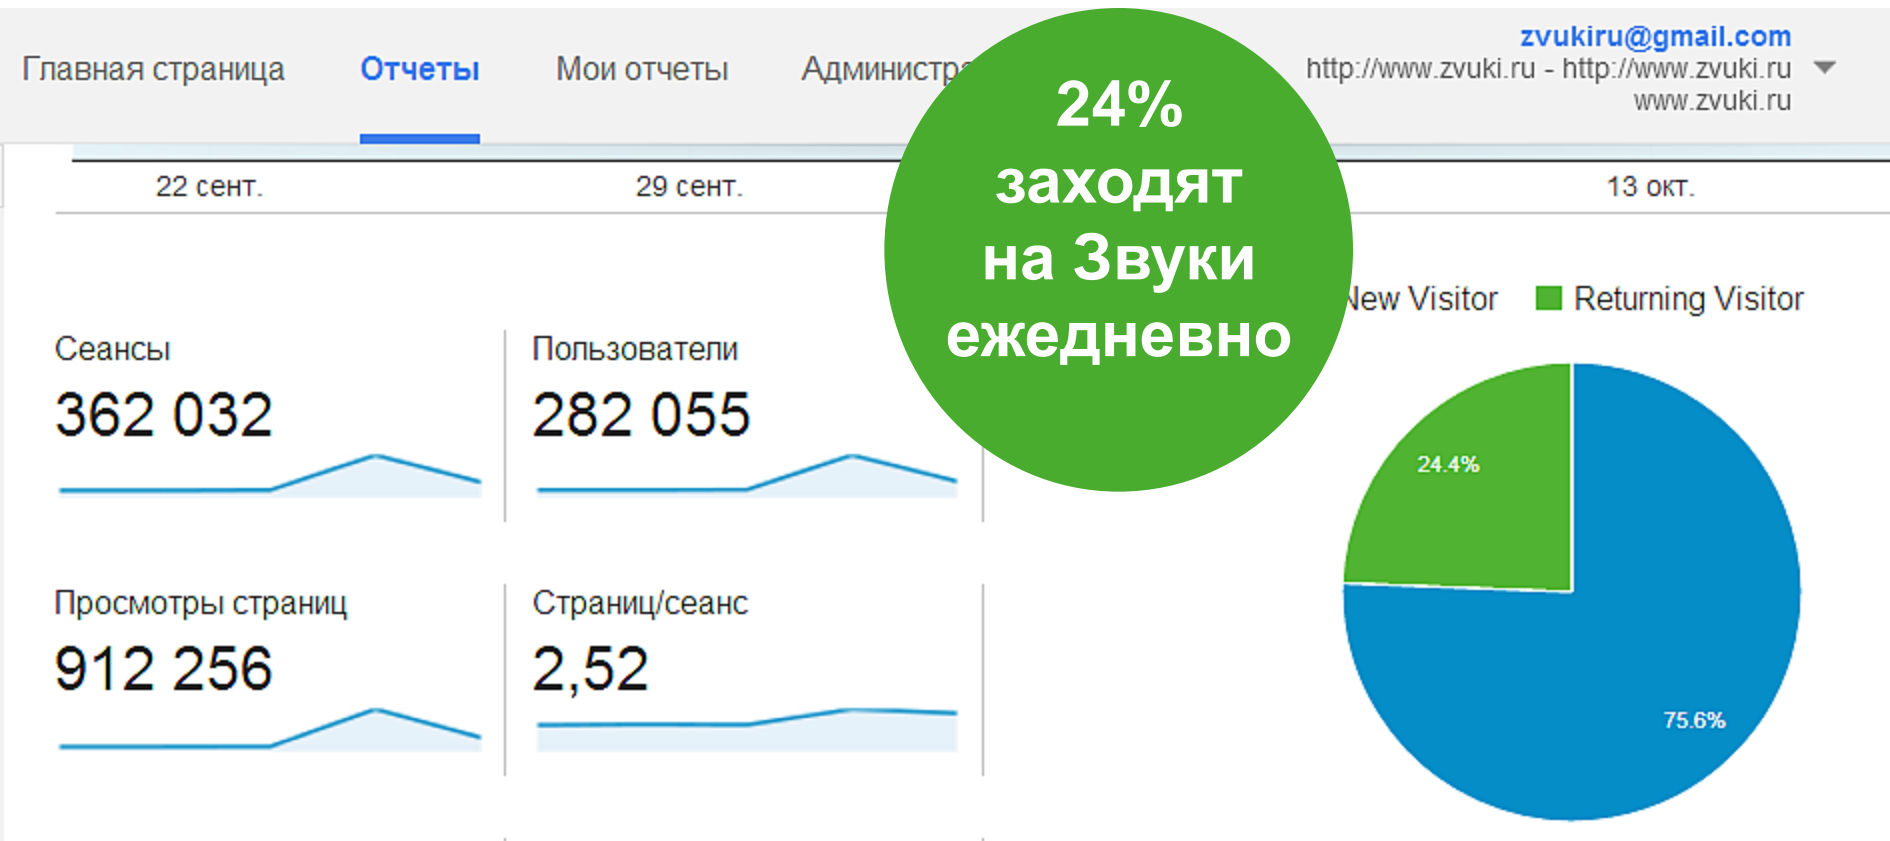 Главная страница
Отчеты
Мои отчеты
zvukiru@gmail.com
http://www.zvuki.ru - http://www.zvuki.ru
www.zvuki.ru
24%
заходят
на Звуки
ежедневно
22 сент.
29 сент.
13 окт.
New Visitor
Returning Visitor
Сеансы
362 032
Пользователи
282 055
Просмотры страниц
912 256
Страниц/сеанс
2,52
24.4%
75.6%